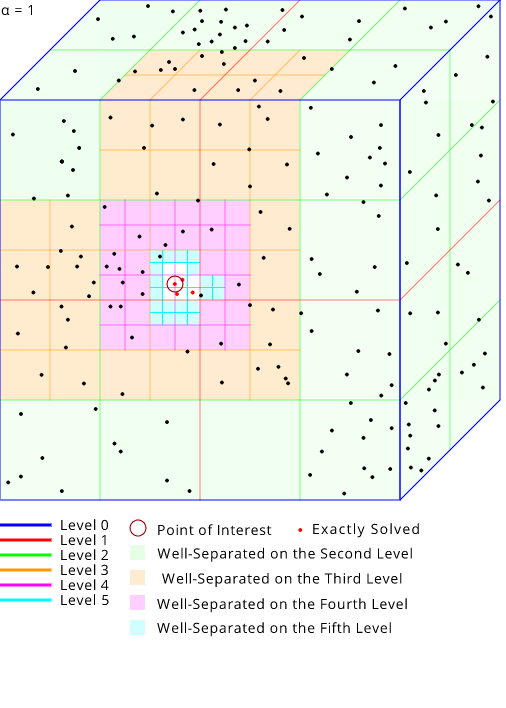 α = 1
Level 0
Level 1
Level 2
Level 3
Level 4
Level 5
Point of Interest
Exactly Solved
Well-Separated on the Second Level
Well-Separated on the Third Level
Well-Separated on the Fourth Level
Well-Separated on the Fifth Level